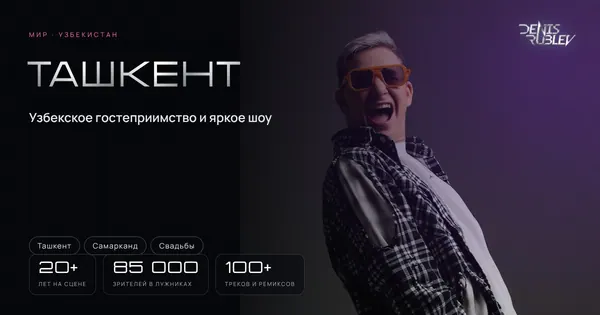 МИР · УЗБЕКИСТАН
DENIS
RUBLEV
ТАШКЕНТ
Узбекское гостеприимство и яркое шоу
Ташкент
Самарканд
Свадьбы
20+
ЛЕТ НА СЦЕНЕ
85 000
ЗРИТЕЛЕЙ В ЛУЖНИКАХ
100+
ТРЕКОВ И РЕМИКСОВ